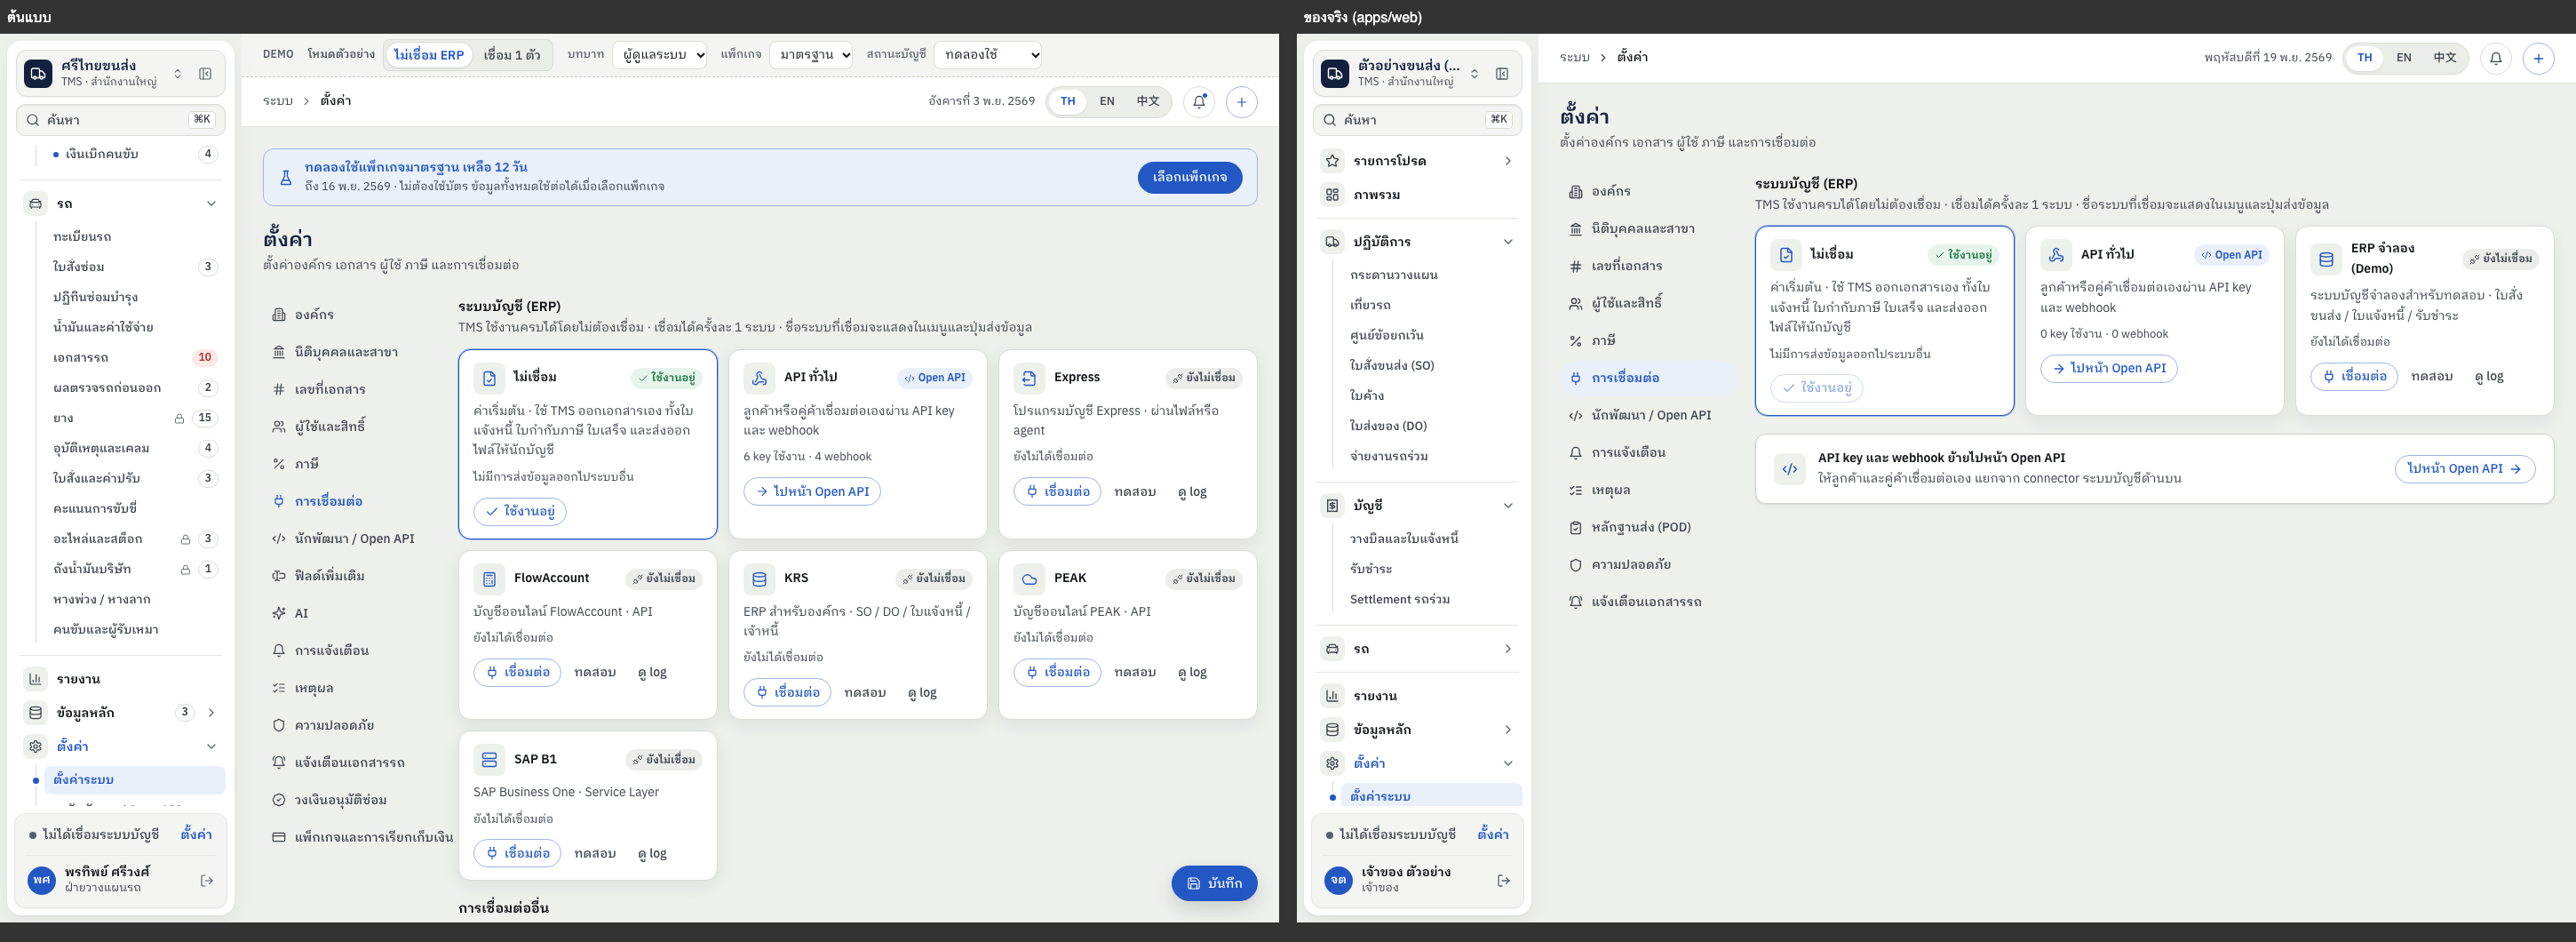 ต้นแบบ
ศรีไทยขนส่ง
TMS · สำนักงานใหญ่
ค้นหา
⌘K
เงินเบิกคนขับ 4
รถ
ทะเบียนรถ
ใบสั่งซ่อม 3
ปฏิทินซ่อมบำรุง
น้ำมันและค่าใช้จ่าย
เอกสารรถ 10
ผลตรวจรถก่อนออก 2
ยาง 15
อุบัติเหตุและเคลม 4
ใบสั่งและค่าปรับ 3
คะแนนการขับขี่
อะไหล่และสต็อก 3
ถังน้ำมันบริษัท 1
หางพ่วง / หางลาก
คนขับและผู้รับเหมา
รายงาน
ข้อมูลหลัก 3
ตั้งค่า
ตั้งค่าระบบ
ไม่ได้เชื่อมระบบบัญชี ตั้งค่า
พศ
พรทิพย์ ศรีวงศ์
ฝ่ายวางแผนรถ
DEMO โหมดตัวอย่าง ไม่เชื่อม ERP เชื่อม 1 ตัว บทบาท ผู้ดูแลระบบ แพ็กเกจ มาตรฐาน สถานะบัญชี ทดลองใช้
ระบบ > ตั้งค่า
อังคารที่ 3 พ.ย. 2569 TH EN 中文
ทดลองใช้แพ็กเกจมาตรฐาน เหลือ 12 วัน
ถึง 16 พ.ย. 2569 · ไม่ต้องใช้บัตร ข้อมูลทั้งหมดใช้ต่อได้เมื่อเลือกแพ็กเกจ
เลือกแพ็กเกจ
ตั้งค่า
ตั้งค่าองค์กร เอกสาร ผู้ใช้ ภาษี และการเชื่อมต่อ
องค์กร
นิติบุคคลและสาขา
เลขที่เอกสาร
ผู้ใช้และสิทธิ์
ภาษี
การเชื่อมต่อ
นักพัฒนา / Open API
ฟิลด์เพิ่มเติม
AI
การแจ้งเตือน
เหตุผล
ความปลอดภัย
แจ้งเตือนเอกสารรถ
วงเงินอนุมัติซ่อม
แพ็กเกจและการเรียกเก็บเงิน
ระบบบัญชี (ERP)
TMS ใช้งานครบได้โดยไม่ต้องเชื่อม · เชื่อมได้ครั้งละ 1 ระบบ · ชื่อระบบที่เชื่อมจะแสดงในเมนูและปุ่มส่งข้อมูล
ไม่เชื่อม
ใช้งานอยู่
ค่าเริ่มต้น · ใช้ TMS ออกเอกสารเอง ทั้งใบ
แจ้งหนี้ ใบกำกับภาษี ใบเสร็จ และส่งออก
ไฟล์ให้นักบัญชี
ไม่มีการส่งข้อมูลออกไประบบอื่น
ใช้งานอยู่
API ทั่วไป
Open API
ลูกค้าหรือคู่ค้าเชื่อมต่อเองผ่าน API key
และ webhook
6 key ใช้งาน · 4 webhook
ไปหน้า Open API
Express
ยังไม่เชื่อม
โปรแกรมบัญชี Express · ผ่านไฟล์หรือ
agent
ยังไม่ได้เชื่อมต่อ
เชื่อมต่อ ทดสอบ ดู log
FlowAccount
ยังไม่เชื่อม
บัญชีออนไลน์ FlowAccount · API
ยังไม่ได้เชื่อมต่อ
เชื่อมต่อ ทดสอบ ดู log
KRS
ยังไม่เชื่อม
ERP สำหรับองค์กร · SO / DO / ใบแจ้งหนี้ /
เจ้าหนี้
ยังไม่ได้เชื่อมต่อ
เชื่อมต่อ ทดสอบ ดู log
PEAK
ยังไม่เชื่อม
บัญชีออนไลน์ PEAK · API
ยังไม่ได้เชื่อมต่อ
เชื่อมต่อ ทดสอบ ดู log
SAP B1
ยังไม่เชื่อม
SAP Business One · Service Layer
ยังไม่ได้เชื่อมต่อ
เชื่อมต่อ ทดสอบ ดู log
การเชื่อมต่ออื่น
บันทึก
ของจริง (apps/web)
ตัวอย่างขนส่ง (...
TMS · สำนักงานใหญ่
ค้นหา
⌘K
รายการโปรด
ภาพรวม
ปฏิบัติการ
กระดานวางแผน
เที่ยวรถ
ศูนย์ข้อยกเว้น
ใบสั่งขนส่ง (SO)
ใบค้าง
ใบส่งของ (DO)
จ่ายงานรถร่วม
บัญชี
วางบิลและใบแจ้งหนี้
รับชำระ
Settlement รถร่วม
รถ
รายงาน
ข้อมูลหลัก
ตั้งค่า
ตั้งค่าระบบ
ไม่ได้เชื่อมระบบบัญชี ตั้งค่า
จต
เจ้าของ ตัวอย่าง
เจ้าของ
ระบบ > ตั้งค่า
พฤหัสบดีที่ 19 พ.ย. 2569 TH EN 中文
ตั้งค่า
ตั้งค่าองค์กร เอกสาร ผู้ใช้ ภาษี และการเชื่อมต่อ
องค์กร
นิติบุคคลและสาขา
เลขที่เอกสาร
ผู้ใช้และสิทธิ์
ภาษี
การเชื่อมต่อ
นักพัฒนา / Open API
การแจ้งเตือน
เหตุผล
หลักฐานส่ง (POD)
ความปลอดภัย
แจ้งเตือนเอกสารรถ
ระบบบัญชี (ERP)
TMS ใช้งานครบได้โดยไม่ต้องเชื่อม · เชื่อมได้ครั้งละ 1 ระบบ · ชื่อระบบที่เชื่อมจะแสดงในเมนูและปุ่มส่งข้อมูล
ไม่เชื่อม
ใช้งานอยู่
ค่าเริ่มต้น · ใช้ TMS ออกเอกสารเอง ทั้งใบ
แจ้งหนี้ ใบกำกับภาษี ใบเสร็จ และส่งออก
ไฟล์ให้นักบัญชี
ไม่มีการส่งข้อมูลออกไประบบอื่น
ใช้งานอยู่
API ทั่วไป
Open API
ลูกค้าหรือคู่ค้าเชื่อมต่อเองผ่าน API key
และ webhook
0 key ใช้งาน · 0 webhook
ไปหน้า Open API
ERP จำลอง
(Demo)
ยังไม่เชื่อม
ระบบบัญชีจำลองสำหรับทดสอบ · ใบสั่ง
ขนส่ง / ใบแจ้งหนี้ / รับชำระ
ยังไม่ได้เชื่อมต่อ
เชื่อมต่อ ทดสอบ ดู log
API key และ webhook ย้ายไปหน้า Open API
ให้ลูกค้าและคู่ค้าเชื่อมต่อเอง แยกจาก connector ระบบบัญชีด้านบน
ไปหน้า Open API